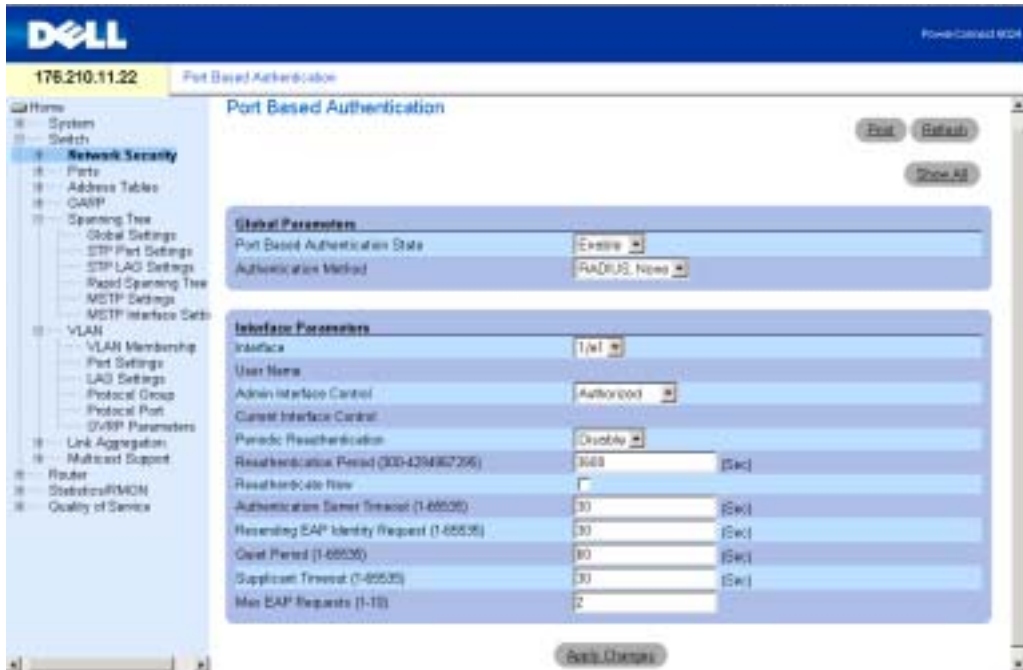 DELL
PowerConnect 6024
176.210.11.22
Port Based Authentication
Home
System
Switch
Network Security
Ports
Address Tables
GARP
Spanning Tree
Global Settings
STP Port Settings
STP LAG Settings
Rapid Spanning Tree
MSTP Settings
MSTP Interface Setti
VLAN
VLAN Membership
Port Settings
LAG Settings
Protocol Group
Protocol Port
GVRP Parameters
Link Aggregation
Multicast Support
Router
Statistics/RMON
Quality of Service
Port Based Authentication
Print Refresh
Show All
Global Parameters
Port Based Authentication State Enable
Authentication Method RADIUS, None
Interface Parameters
Interface 1/e1
User Name
Admin Interface Control Authorized
Current Interface Control
Periodic Reauthentication Disable
Reauthentication Period (300-4294967295) 3600 (Sec)
Reauthenticate Now
Authentication Server Timeout (1-65535) 30 (Sec)
Resending EAP Identity Request (1-65535) 30 (Sec)
Quiet Period (1-65535) 60 (Sec)
Supplicant Timeout (1-65535) 30 (Sec)
Max EAP Requests (1-10) 2
Apply Changes